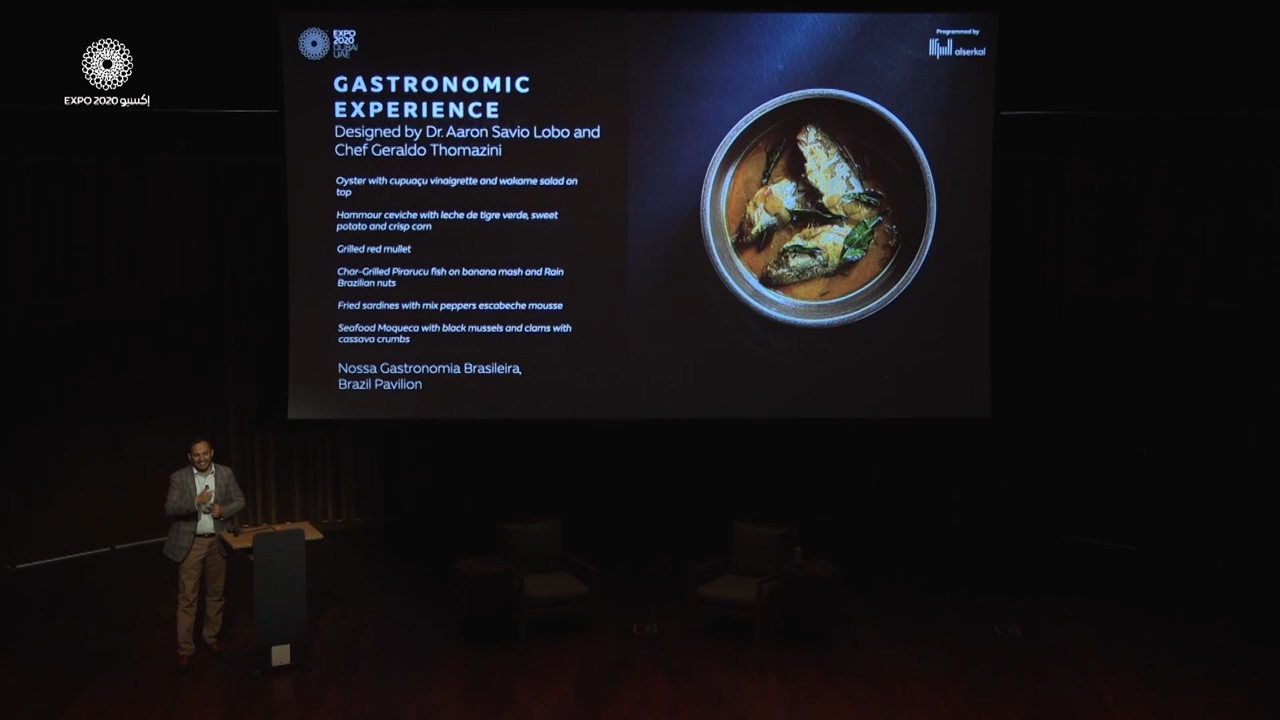 EXPO 2020 إكسبو
EXPO
2020
DUBAI
UAE
Programmed by
alserkal
GASTRONOMIC
EXPERIENCE
Designed by Dr. Aaron Savio Lobo and
Chef Geraldo Thomazini
Oyster with cupuaçu vinaigrette and wakame salad on
top
Hammour ceviche with leche de tigre verde, sweet
potato and crisp corn
Grilled red mullet
Char-Grilled Pirarucu fish on banana mash and Rain
Brazilian nuts
Fried sardines with mix peppers escabeche mousse
Seafood Moqueca with black mussels and clams with
cassava crumbs
Nossa Gastronomia Brasileira,
Brazil Pavilion